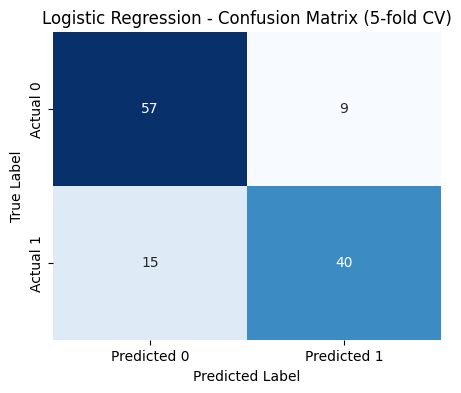 Logistic Regression - Confusion Matrix (5-fold CV)
True Label
Actual 0
57
9
Actual 1
15
40
Predicted 0
Predicted 1
Predicted Label